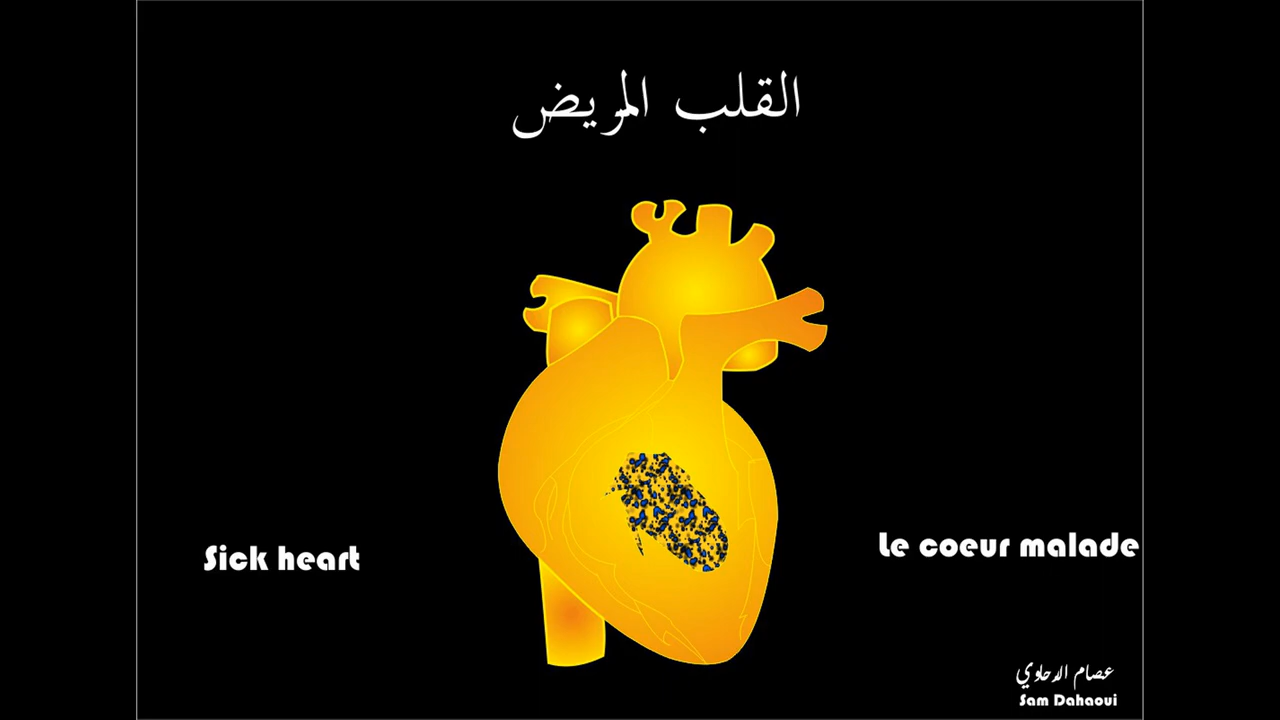 القلب المريض
Sick heart
Le coeur malade
عصام الدحاوي
Sam Dahaoui